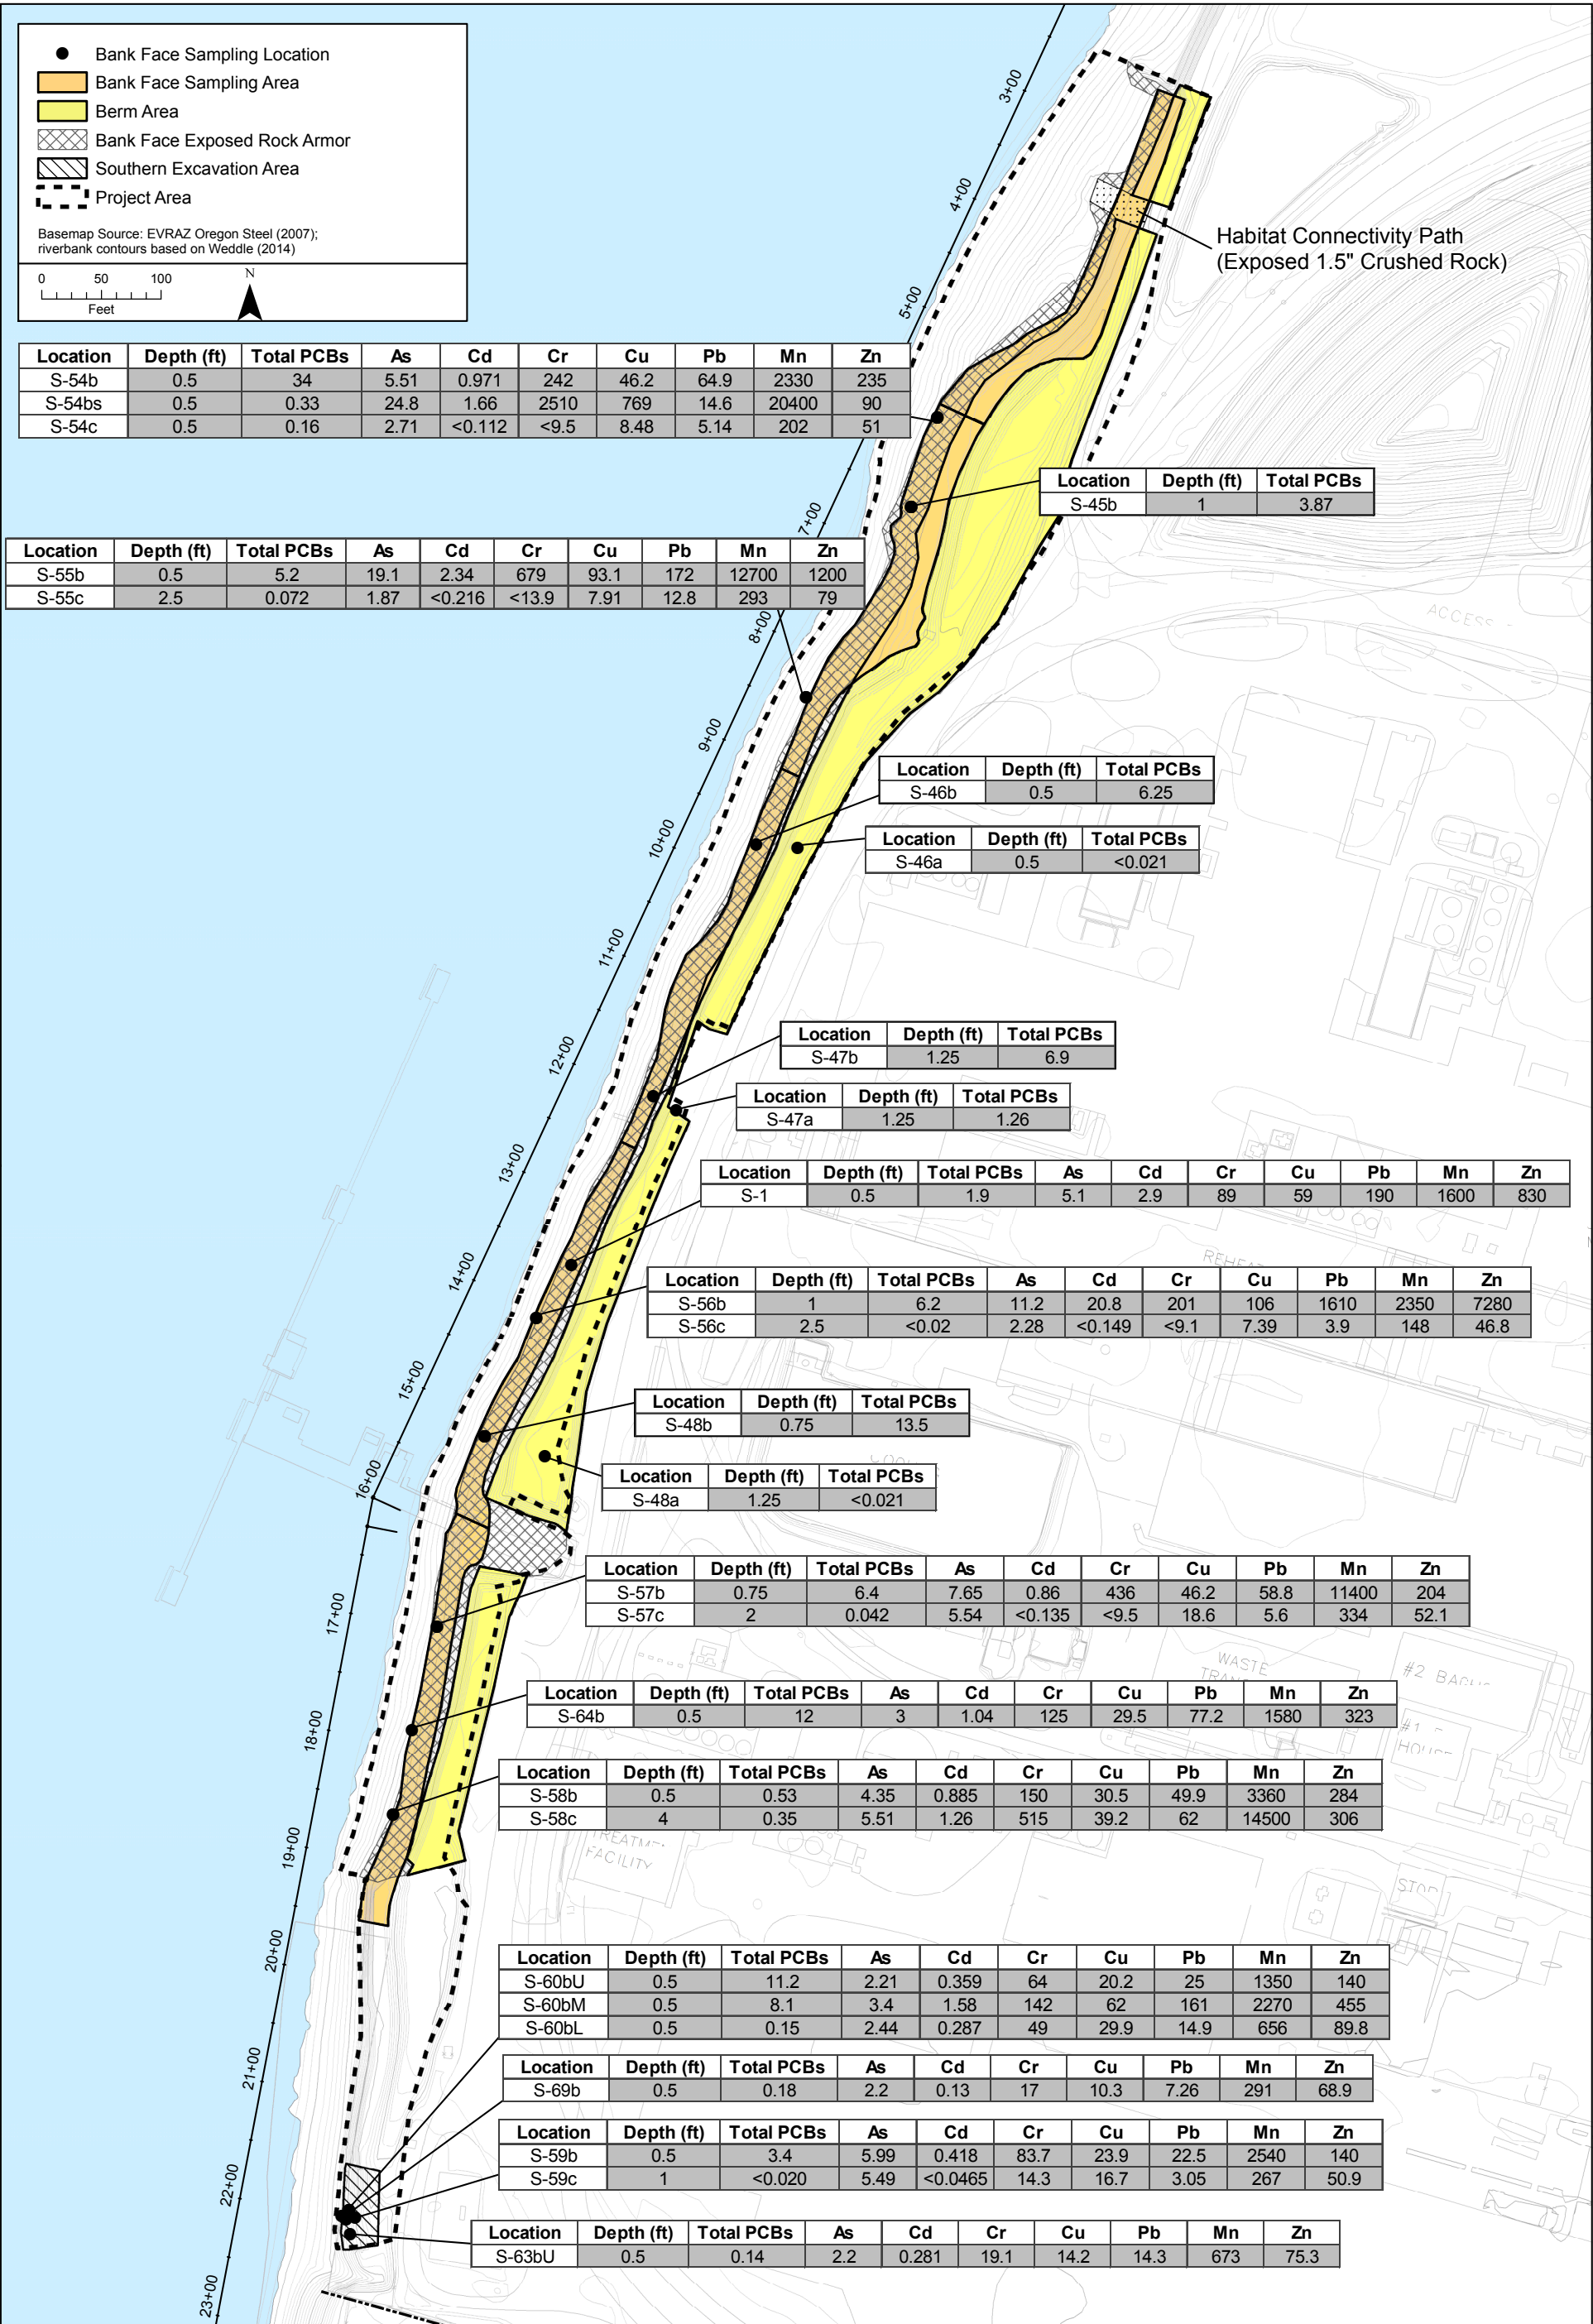 Bank Face Sampling Location
Bank Face Sampling Area
Berm Area
Bank Face Exposed Rock Armor
Southern Excavation Area
Project Area
Basemap Source: EVRAZ Oregon Steel (2007);
riverbank contours based on Weddle (2014)
0 50 100
Feet
N
3+00
4+00
Habitat Connectivity Path
(Exposed 1.5" Crushed Rock)
5+00
Location Depth (ft) Total PCBs As Cd Cr Cu Pb Mn Zn
S-54b 0.5 34 5.51 0.971 242 46.2 64.9 2330 235
S-54bs 0.5 0.33 24.8 1.66 2510 769 14.6 20400 90
S-54c 0.5 0.16 2.71 <0.112 <9.5 8.48 5.14 202 51
Location Depth (ft) Total PCBs
S-45b 1 3.87
7+00
Location Depth (ft) Total PCBs As Cd Cr Cu Pb Mn Zn
S-55b 0.5 5.2 19.1 2.34 679 93.1 172 12700 1200
S-55c 2.5 0.072 1.87 <0.216 <13.9 7.91 12.8 293 79
ACCESS
8+00
9+00
Location Depth (ft) Total PCBs
S-46b 0.5 6.25
10+00
Location Depth (ft) Total PCBs
S-46a 0.5 <0.021
11+00
12+00
Location Depth (ft) Total PCBs
S-47b 1.25 6.9
Location Depth (ft) Total PCBs
S-47a 1.25 1.26
13+00
Location Depth (ft) Total PCBs As Cd Cr Cu Pb Mn Zn
S-1 0.5 1.9 5.1 2.9 89 59 190 1600 830
14+00
Location Depth (ft) Total PCBs As Cd Cr Cu Pb Mn Zn
S-56b 1 6.2 11.2 20.8 201 106 1610 2350 7280
S-56c 2.5 <0.02 2.28 <0.149 <9.1 7.39 3.9 148 46.8
15+00
Location Depth (ft) Total PCBs
S-48b 0.75 13.5
16+00
Location Depth (ft) Total PCBs
S-48a 1.25 <0.021
Location Depth (ft) Total PCBs As Cd Cr Cu Pb Mn Zn
S-57b 0.75 6.4 7.65 0.86 436 46.2 58.8 11400 204
S-57c 2 0.042 5.54 <0.135 <9.5 18.6 5.6 334 52.1
17+00
WASTE
Location Depth (ft) Total PCBs As Cd Cr Cu Pb Mn Zn
S-64b 0.5 12 3 1.04 125 29.5 77.2 1580 323
18+00
HOUSE
Location Depth (ft) Total PCBs As Cd Cr Cu Pb Mn Zn
S-58b 0.5 0.53 4.35 0.885 150 30.5 49.9 3360 284
S-58c 4 0.35 5.51 1.26 515 39.2 62 14500 306
19+00
FACILITY
20+00
Location Depth (ft) Total PCBs As Cd Cr Cu Pb Mn Zn
S-60bU 0.5 11.2 2.21 0.359 64 20.2 25 1350 140
S-60bM 0.5 8.1 3.4 1.58 142 62 161 2270 455
S-60bL 0.5 0.15 2.44 0.287 49 29.9 14.9 656 89.8
21+00
Location Depth (ft) Total PCBs As Cd Cr Cu Pb Mn Zn
S-69b 0.5 0.18 2.2 0.13 17 10.3 7.26 291 68.9
Location Depth (ft) Total PCBs As Cd Cr Cu Pb Mn Zn
S-59b 0.5 3.4 5.99 0.418 83.7 23.9 22.5 2540 140
S-59c 1 <0.020 5.49 <0.0465 14.3 16.7 3.05 267 50.9
22+00
Location Depth (ft) Total PCBs As Cd Cr Cu Pb Mn Zn
S-63bU 0.5 0.14 2.2 0.281 19.1 14.2 14.3 673 75.3
23+00